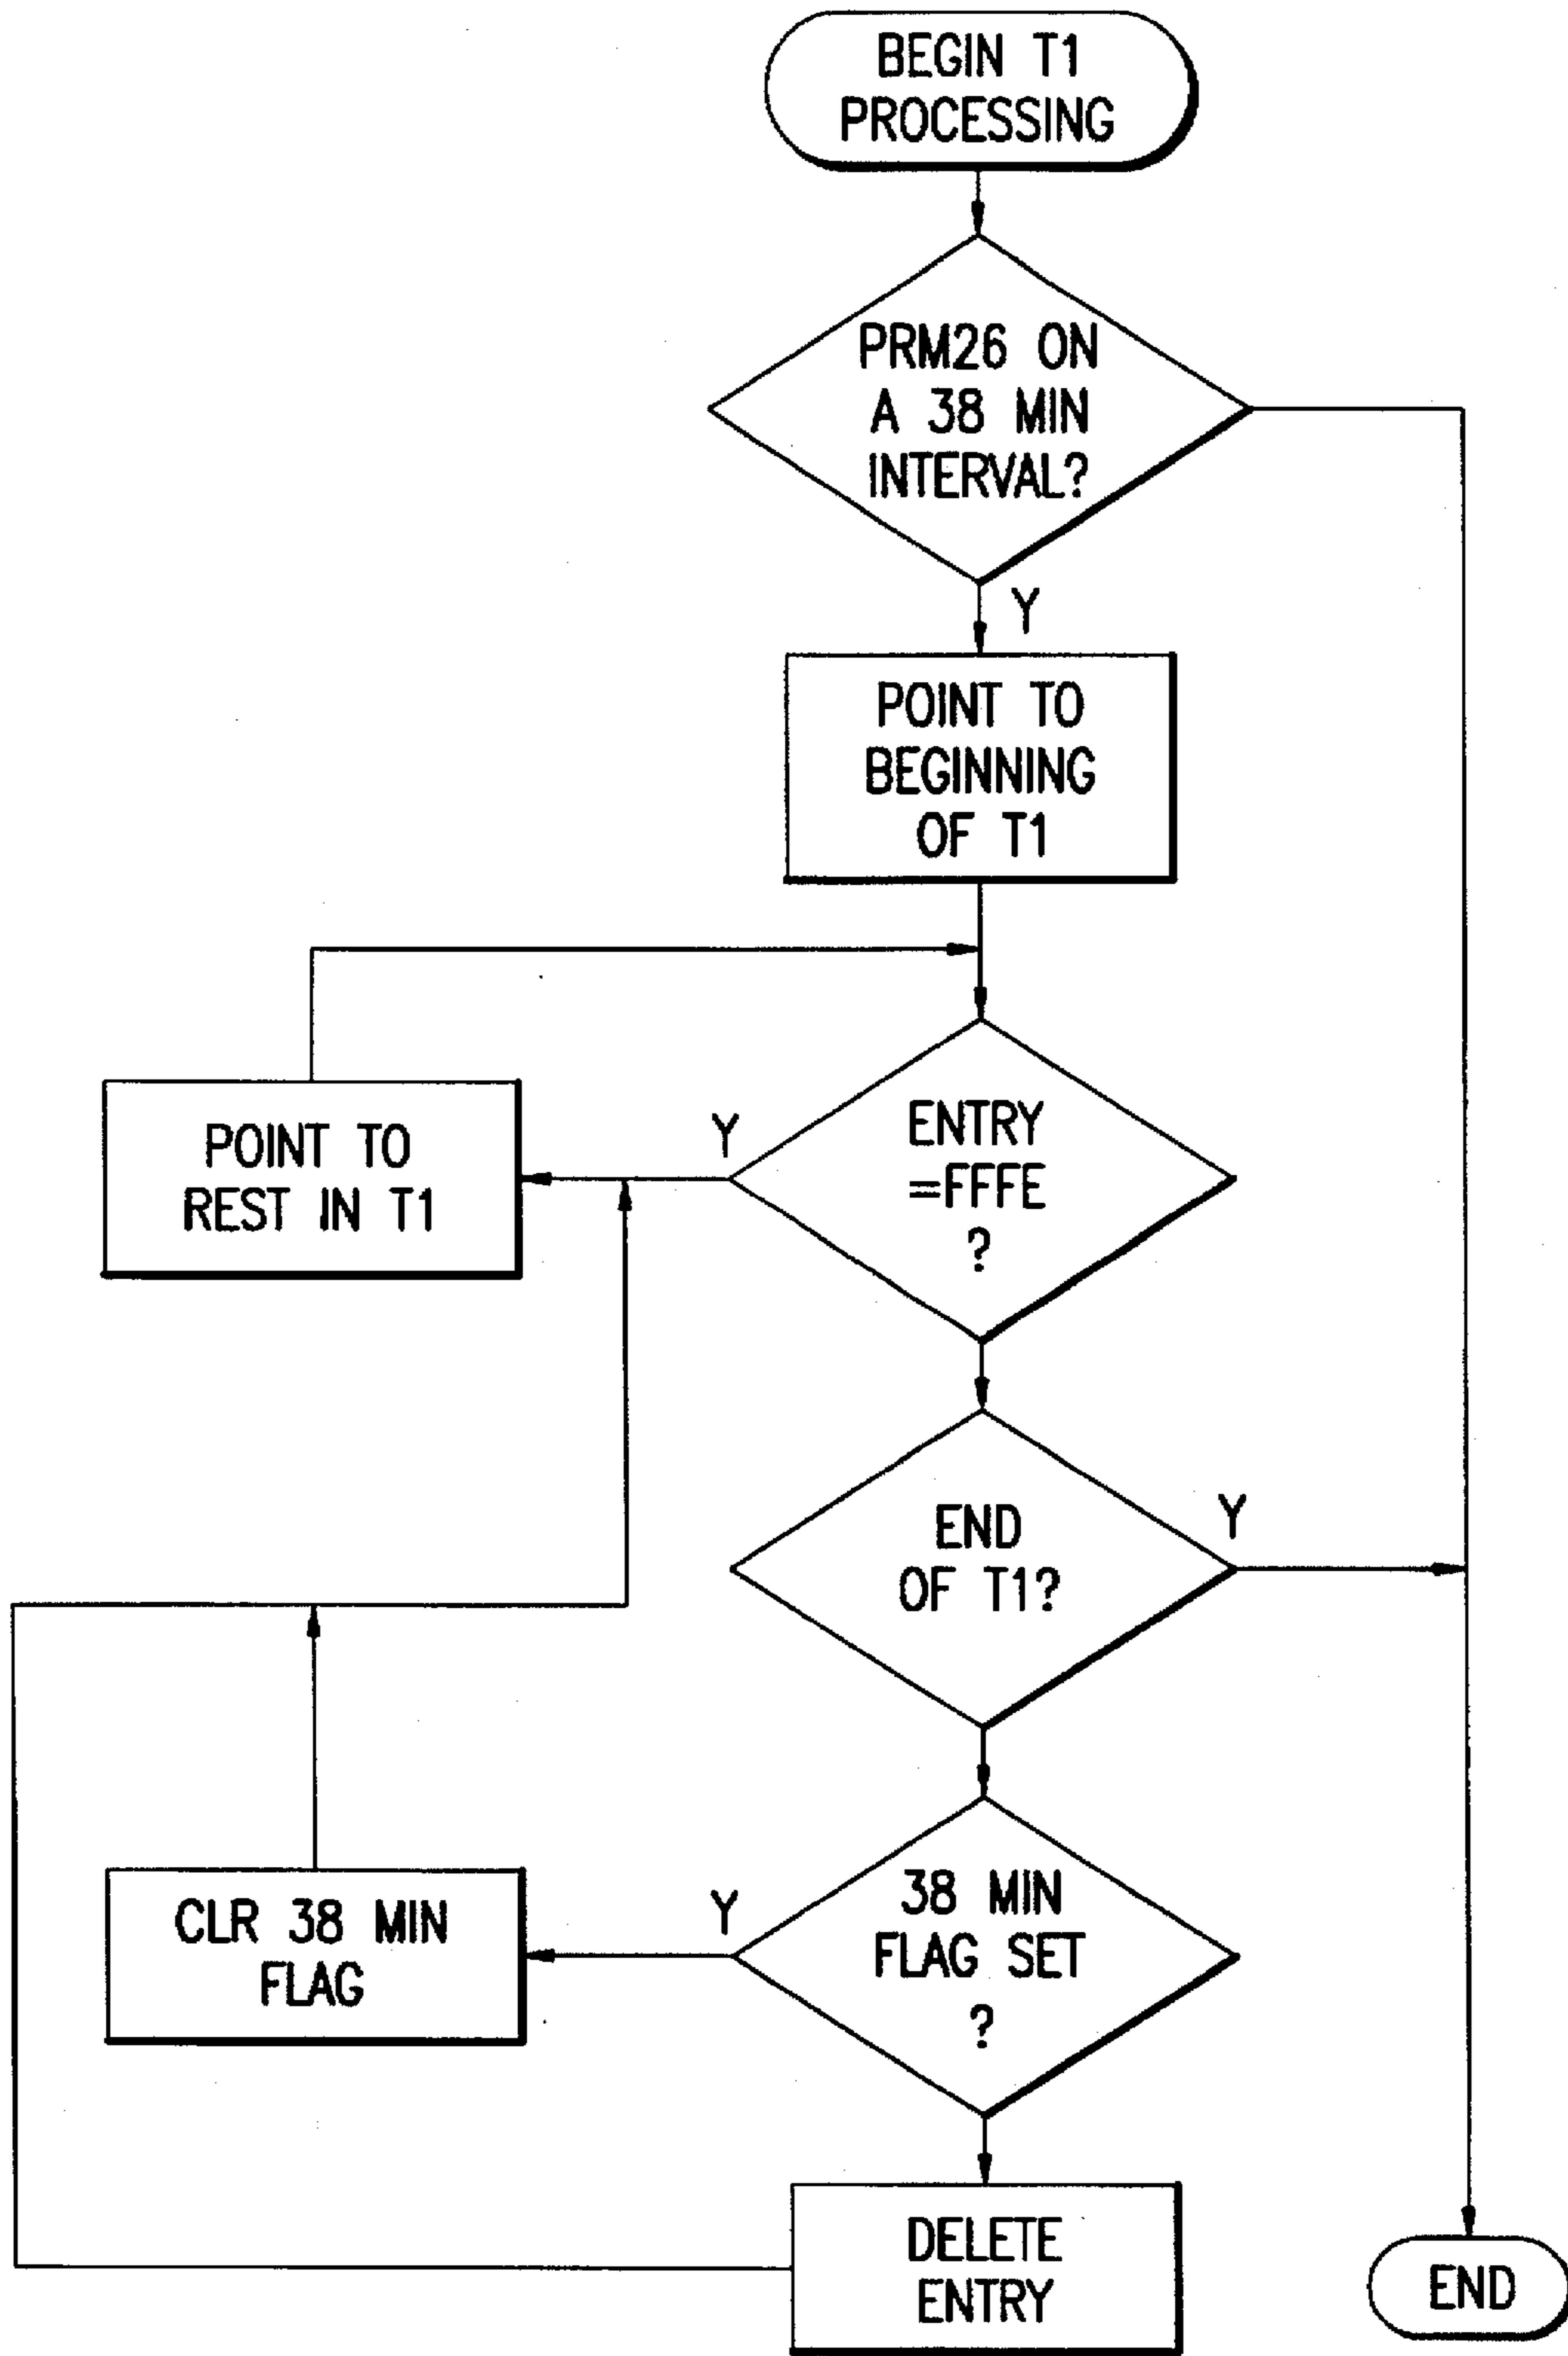 BEGIN T1
PROCESSING
PRM26 ON
A 38 MIN
INTERVAL?
Y
POINT TO
BEGINNING
OF T1
POINT TO
REST IN T1
Y
ENTRY
=FFFE
?
END
OF T1?
Y
CLR 38 MIN
FLAG
Y
38 MIN
FLAG SET
?
DELETE
ENTRY
END